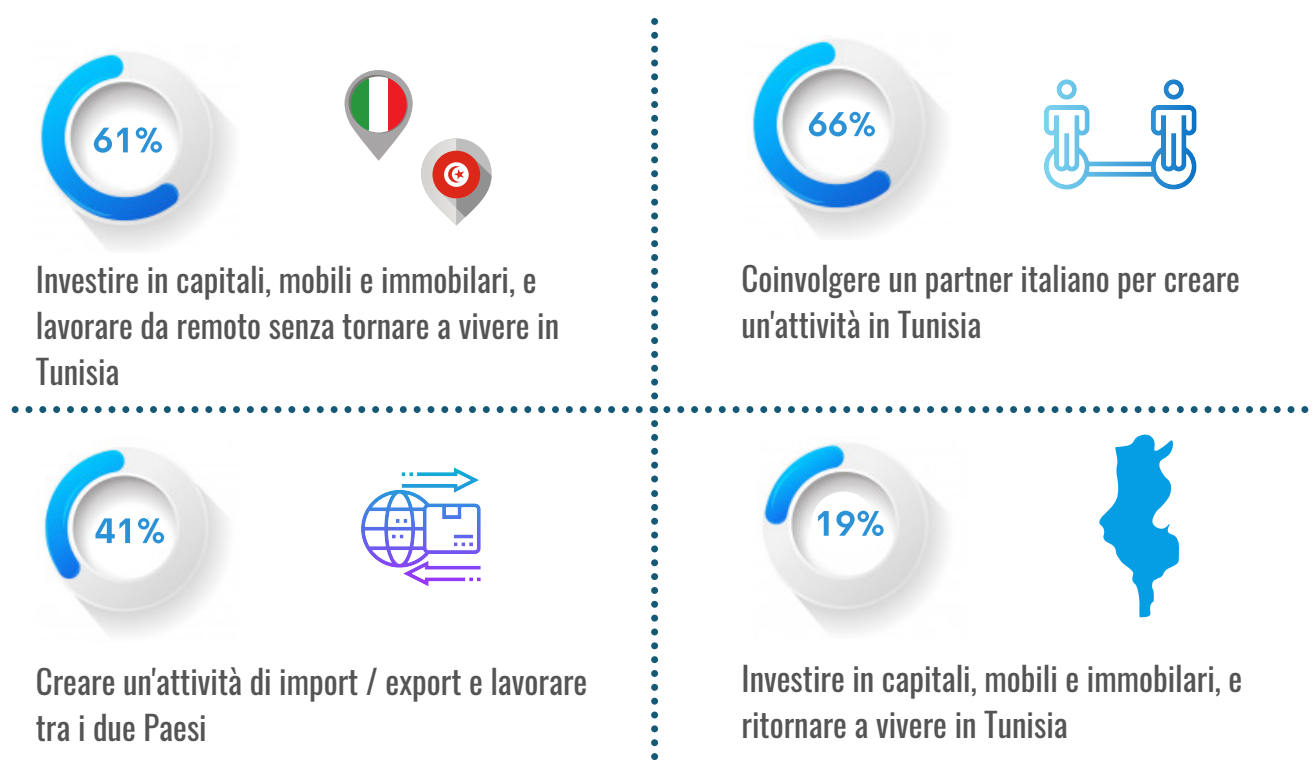 61%
Investire in capitali, mobili e immobilari, e
lavorare da remoto senza tornare a vivere in
Tunisia
66%
Coinvolgere un partner italiano per creare
un'attività in Tunisia
41%
Creare un'attività di import / export e lavorare
tra i due Paesi
19%
Investire in capitali, mobili e immobilari, e
ritornare a vivere in Tunisia